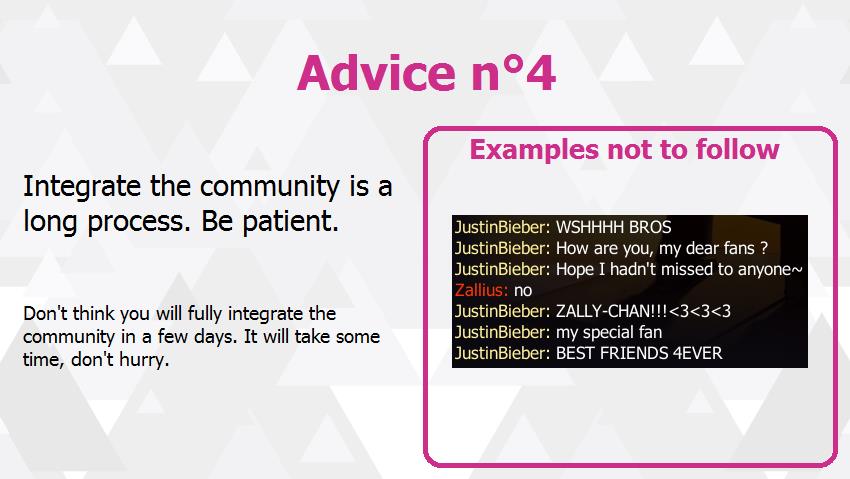 Advice n°4
Integrate the community is a
long process. Be patient.
Don't think you will fully integrate the
community in a few days. It will take some
time, don't hurry.
Examples not to follow
JustinBieber: WSHHHH BROS
JustinBieber: How are you, my dear fans ?
JustinBieber: Hope I hadn't missed to anyone~
Zallius: no
JustinBieber: ZALLY-CHAN!!!<3<3<3
JustinBieber: my special fan
JustinBieber: BEST FRIENDS 4EVER